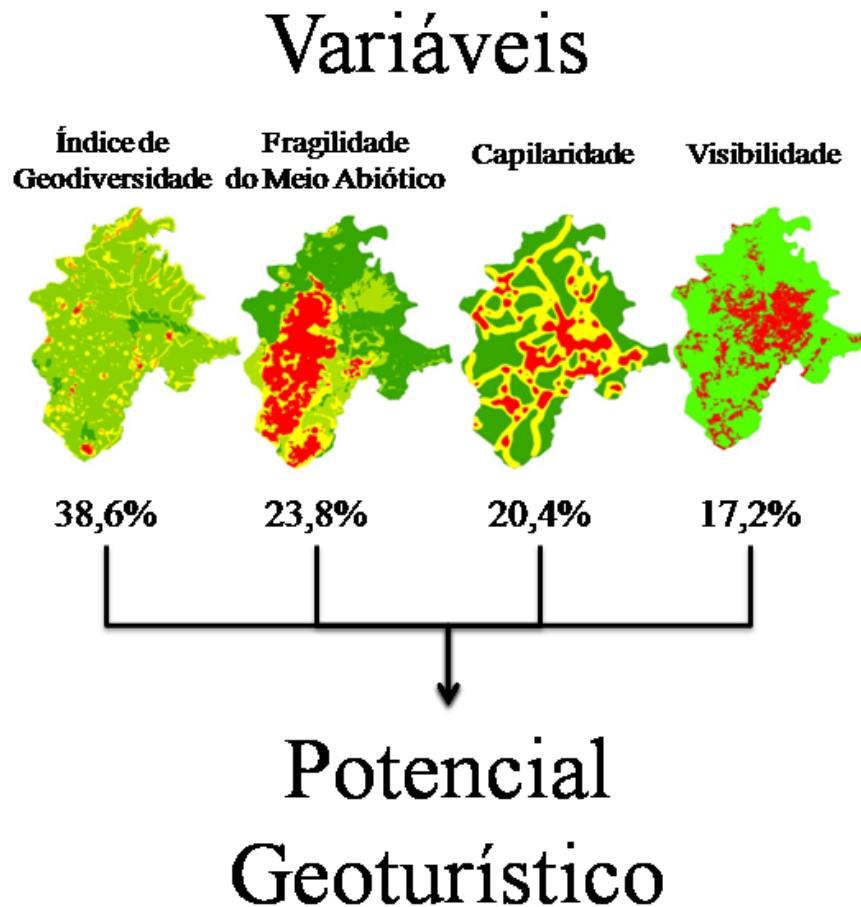 Variáveis
Índice de
Geodiversidade
Fragilidade
do Meio Abiótico
Capilaridade
Visibilidade
38,6%
23,8%
20,4%
17,2%
Potencial
Geoturístico